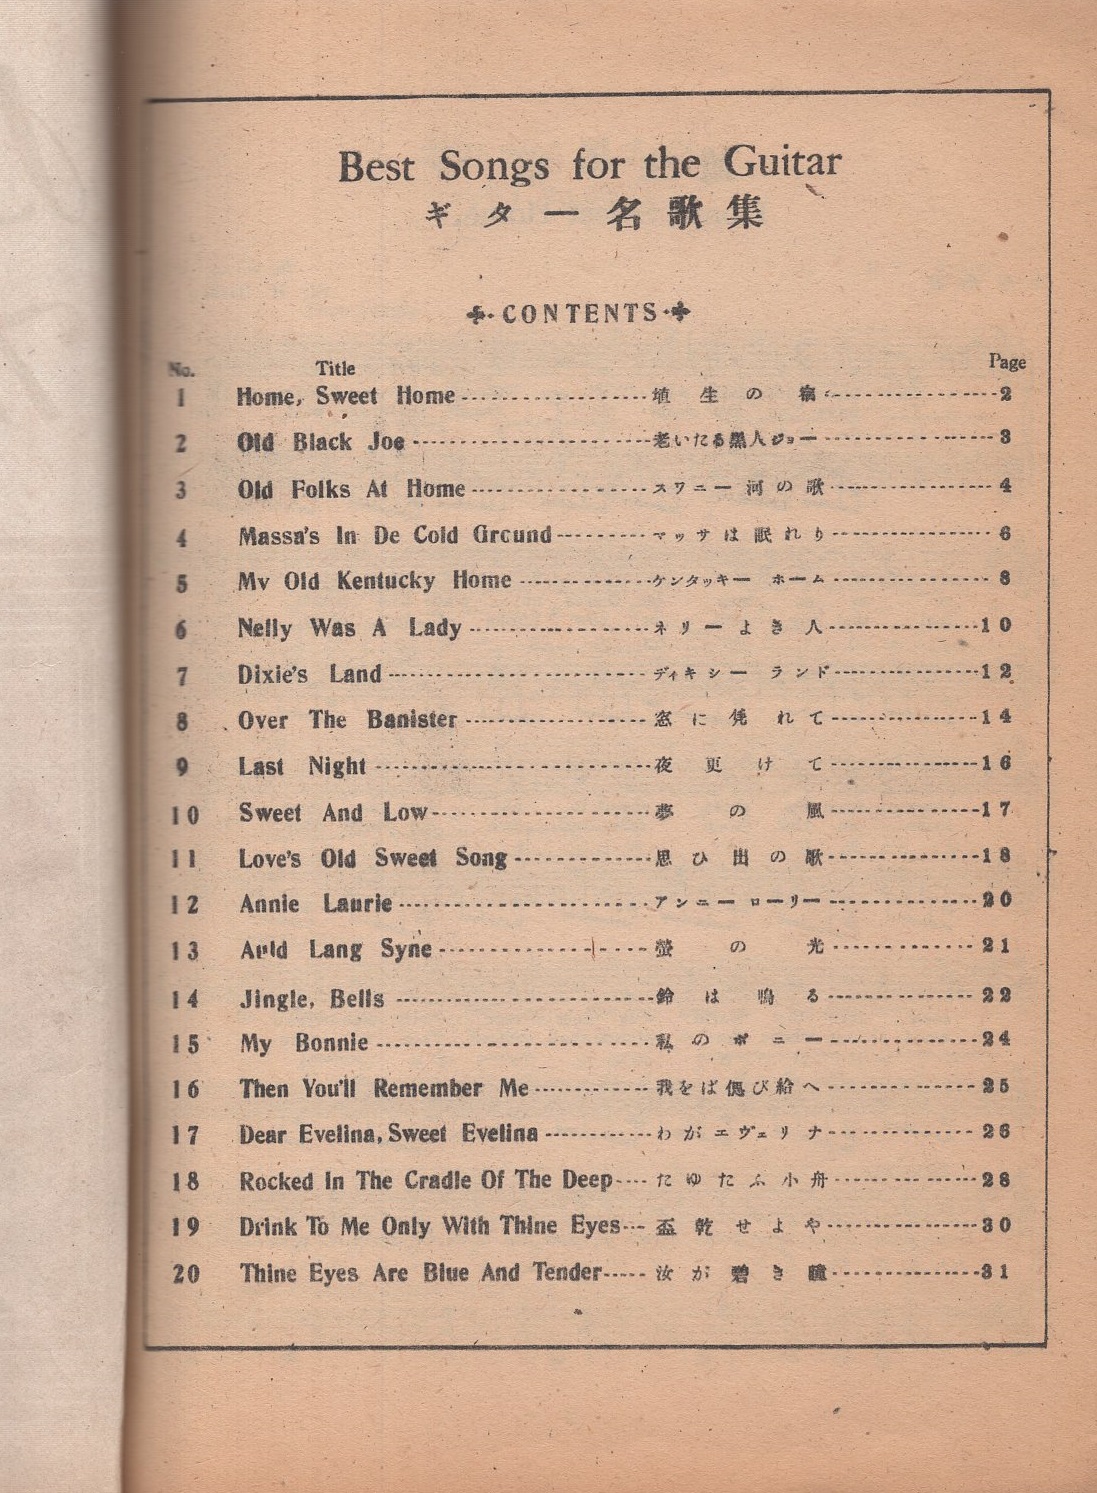 Best Songs for the Guitar
ギター名歌集
CONTENTS
No. Title Page
1 Home, Sweet Home 埴生の宿 2
2 Old Black Joe 老いたる黒人ジョー 3
3 Old Folks At Home スワニー河の歌 4
4 Massa's In De Cold Grcund マッサは眠れり 6
5 Mv Old Kentucky Home ケンタッキー ホーム 8
6 Nelly Was A Lady ネリーよき人 10
7 Dixie's Land ディキシー ランド 12
8 Over The Banister 窓に凭れて 14
9 Last Night 夜更けて 16
10 Sweet And Low 夢の風 17
11 Love's Old Sweet Song 思ひ出の歌 18
12 Annie Laurie アンニー ローリー 20
13 Auld Lang Syne 螢の光 21
14 Jingle, Bells 鈴は鳴る 22
15 My Bonnie 私のボニー 24
16 Then You'll Remember Me 我をば偲び給へ 25
17 Dear Evelina, Sweet Evelina わがエヴェリナ 26
18 Rocked In The Cradle Of The Deep たゆたふ小舟 28
19 Drink To Me Only With Thine Eyes 盃乾せよや 30
20 Thine Eyes Are Blue And Tender 汝が碧き瞳 31